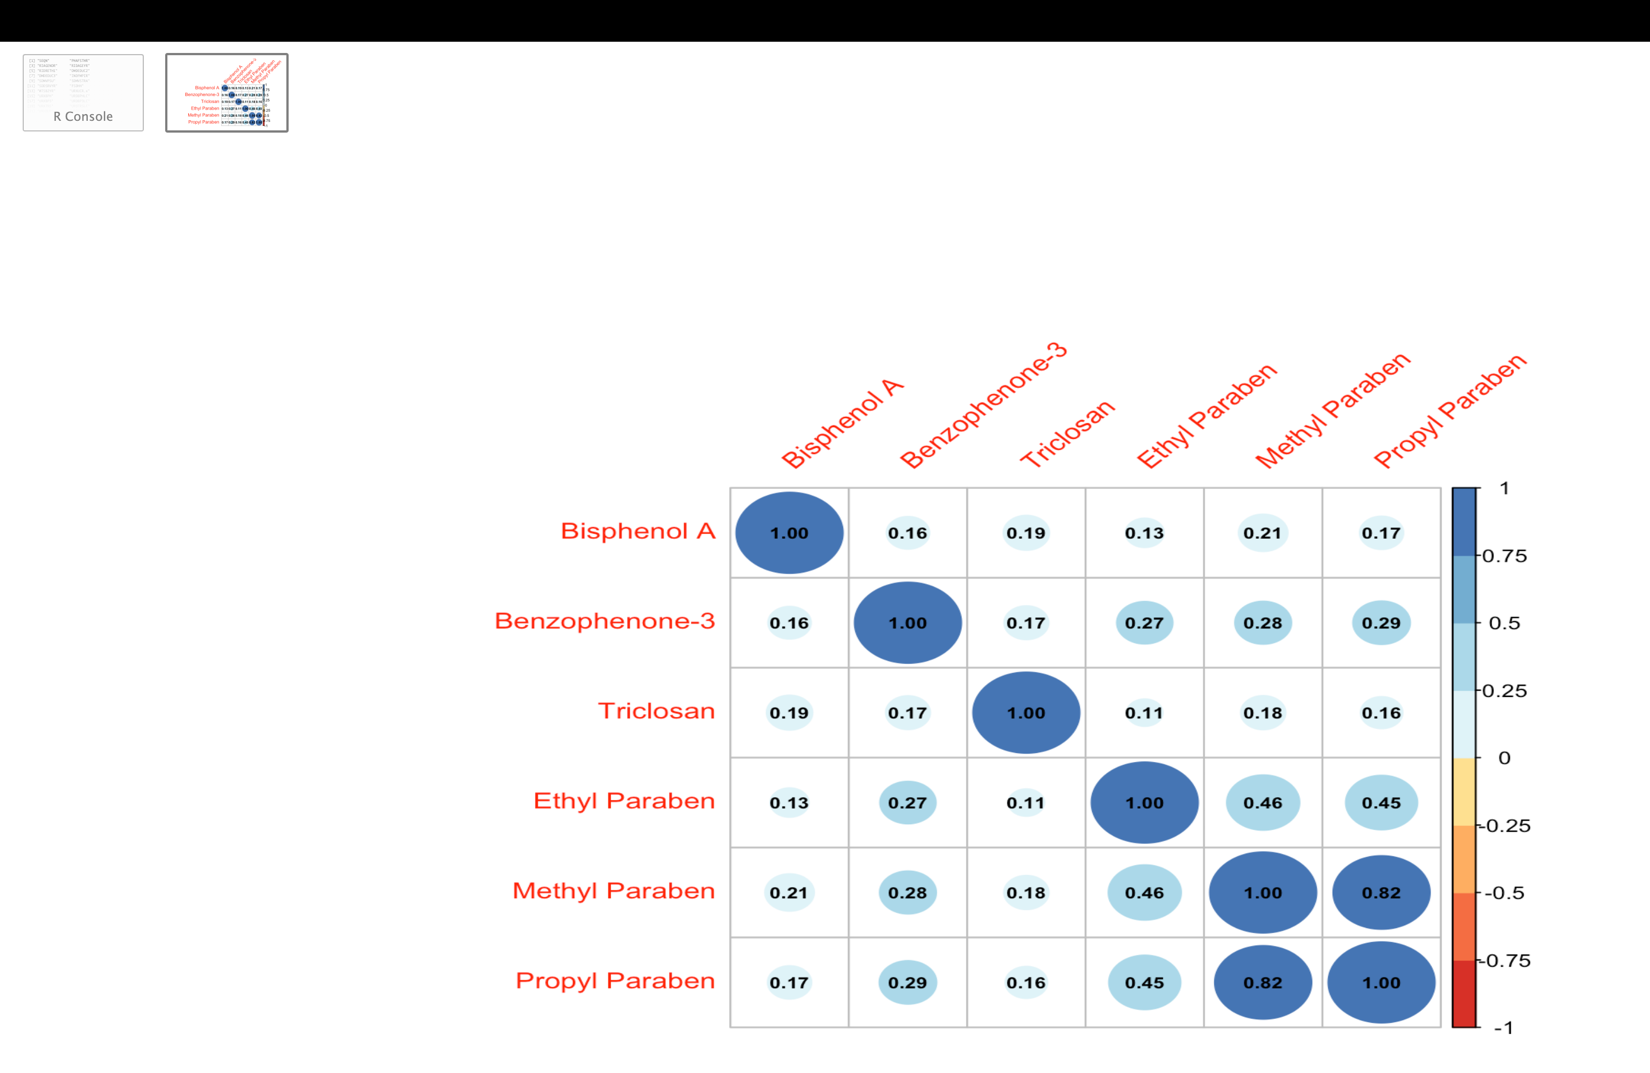 R Console
Bisphenol A
Benzophenone-3
Triclosan
Ethyl Paraben
Methyl Paraben
Propyl Paraben
Bisphenol A 1.00 0.16 0.19 0.13 0.21 0.17
Benzophenone-3 0.16 1.00 0.17 0.27 0.28 0.29
Triclosan 0.19 0.17 1.00 0.11 0.18 0.16
Ethyl Paraben 0.13 0.27 0.11 1.00 0.46 0.45
Methyl Paraben 0.21 0.28 0.18 0.46 1.00 0.82
Propyl Paraben 0.17 0.29 0.16 0.45 0.82 1.00
1
0.75
0.5
0.25
0
-0.25
-0.5
-0.75
-1